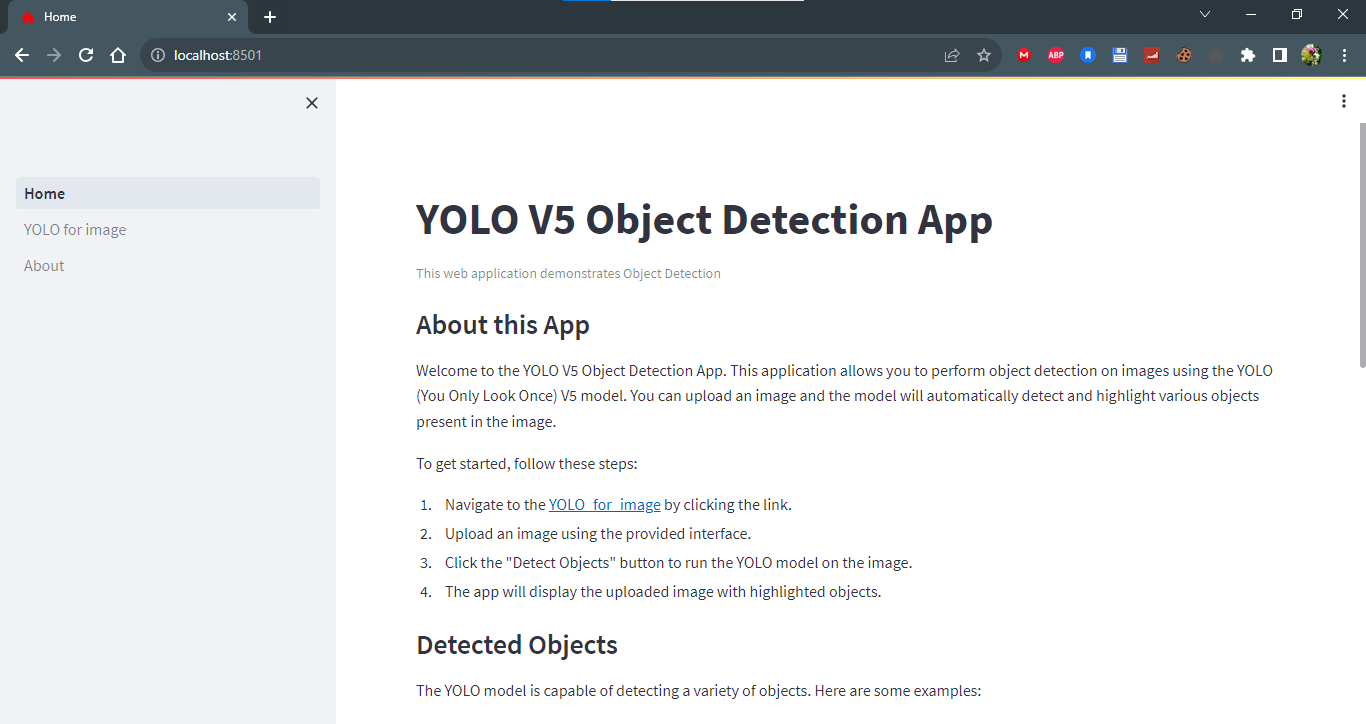 Home
localhost:8501
M
ABP
Home
YOLO for image
About
YOLO V5 Object Detection App
This web application demonstrates Object Detection
About this App
Welcome to the YOLO V5 Object Detection App. This application allows you to perform object detection on images using the YOLO
(You Only Look Once) V5 model. You can upload an image and the model will automatically detect and highlight various objects
present in the image.
To get started, follow these steps:
1. Navigate to the YOLO_for_image by clicking the link.
2. Upload an image using the provided interface.
3. Click the "Detect Objects" button to run the YOLO model on the image.
4. The app will display the uploaded image with highlighted objects.
Detected Objects
The YOLO model is capable of detecting a variety of objects. Here are some examples: